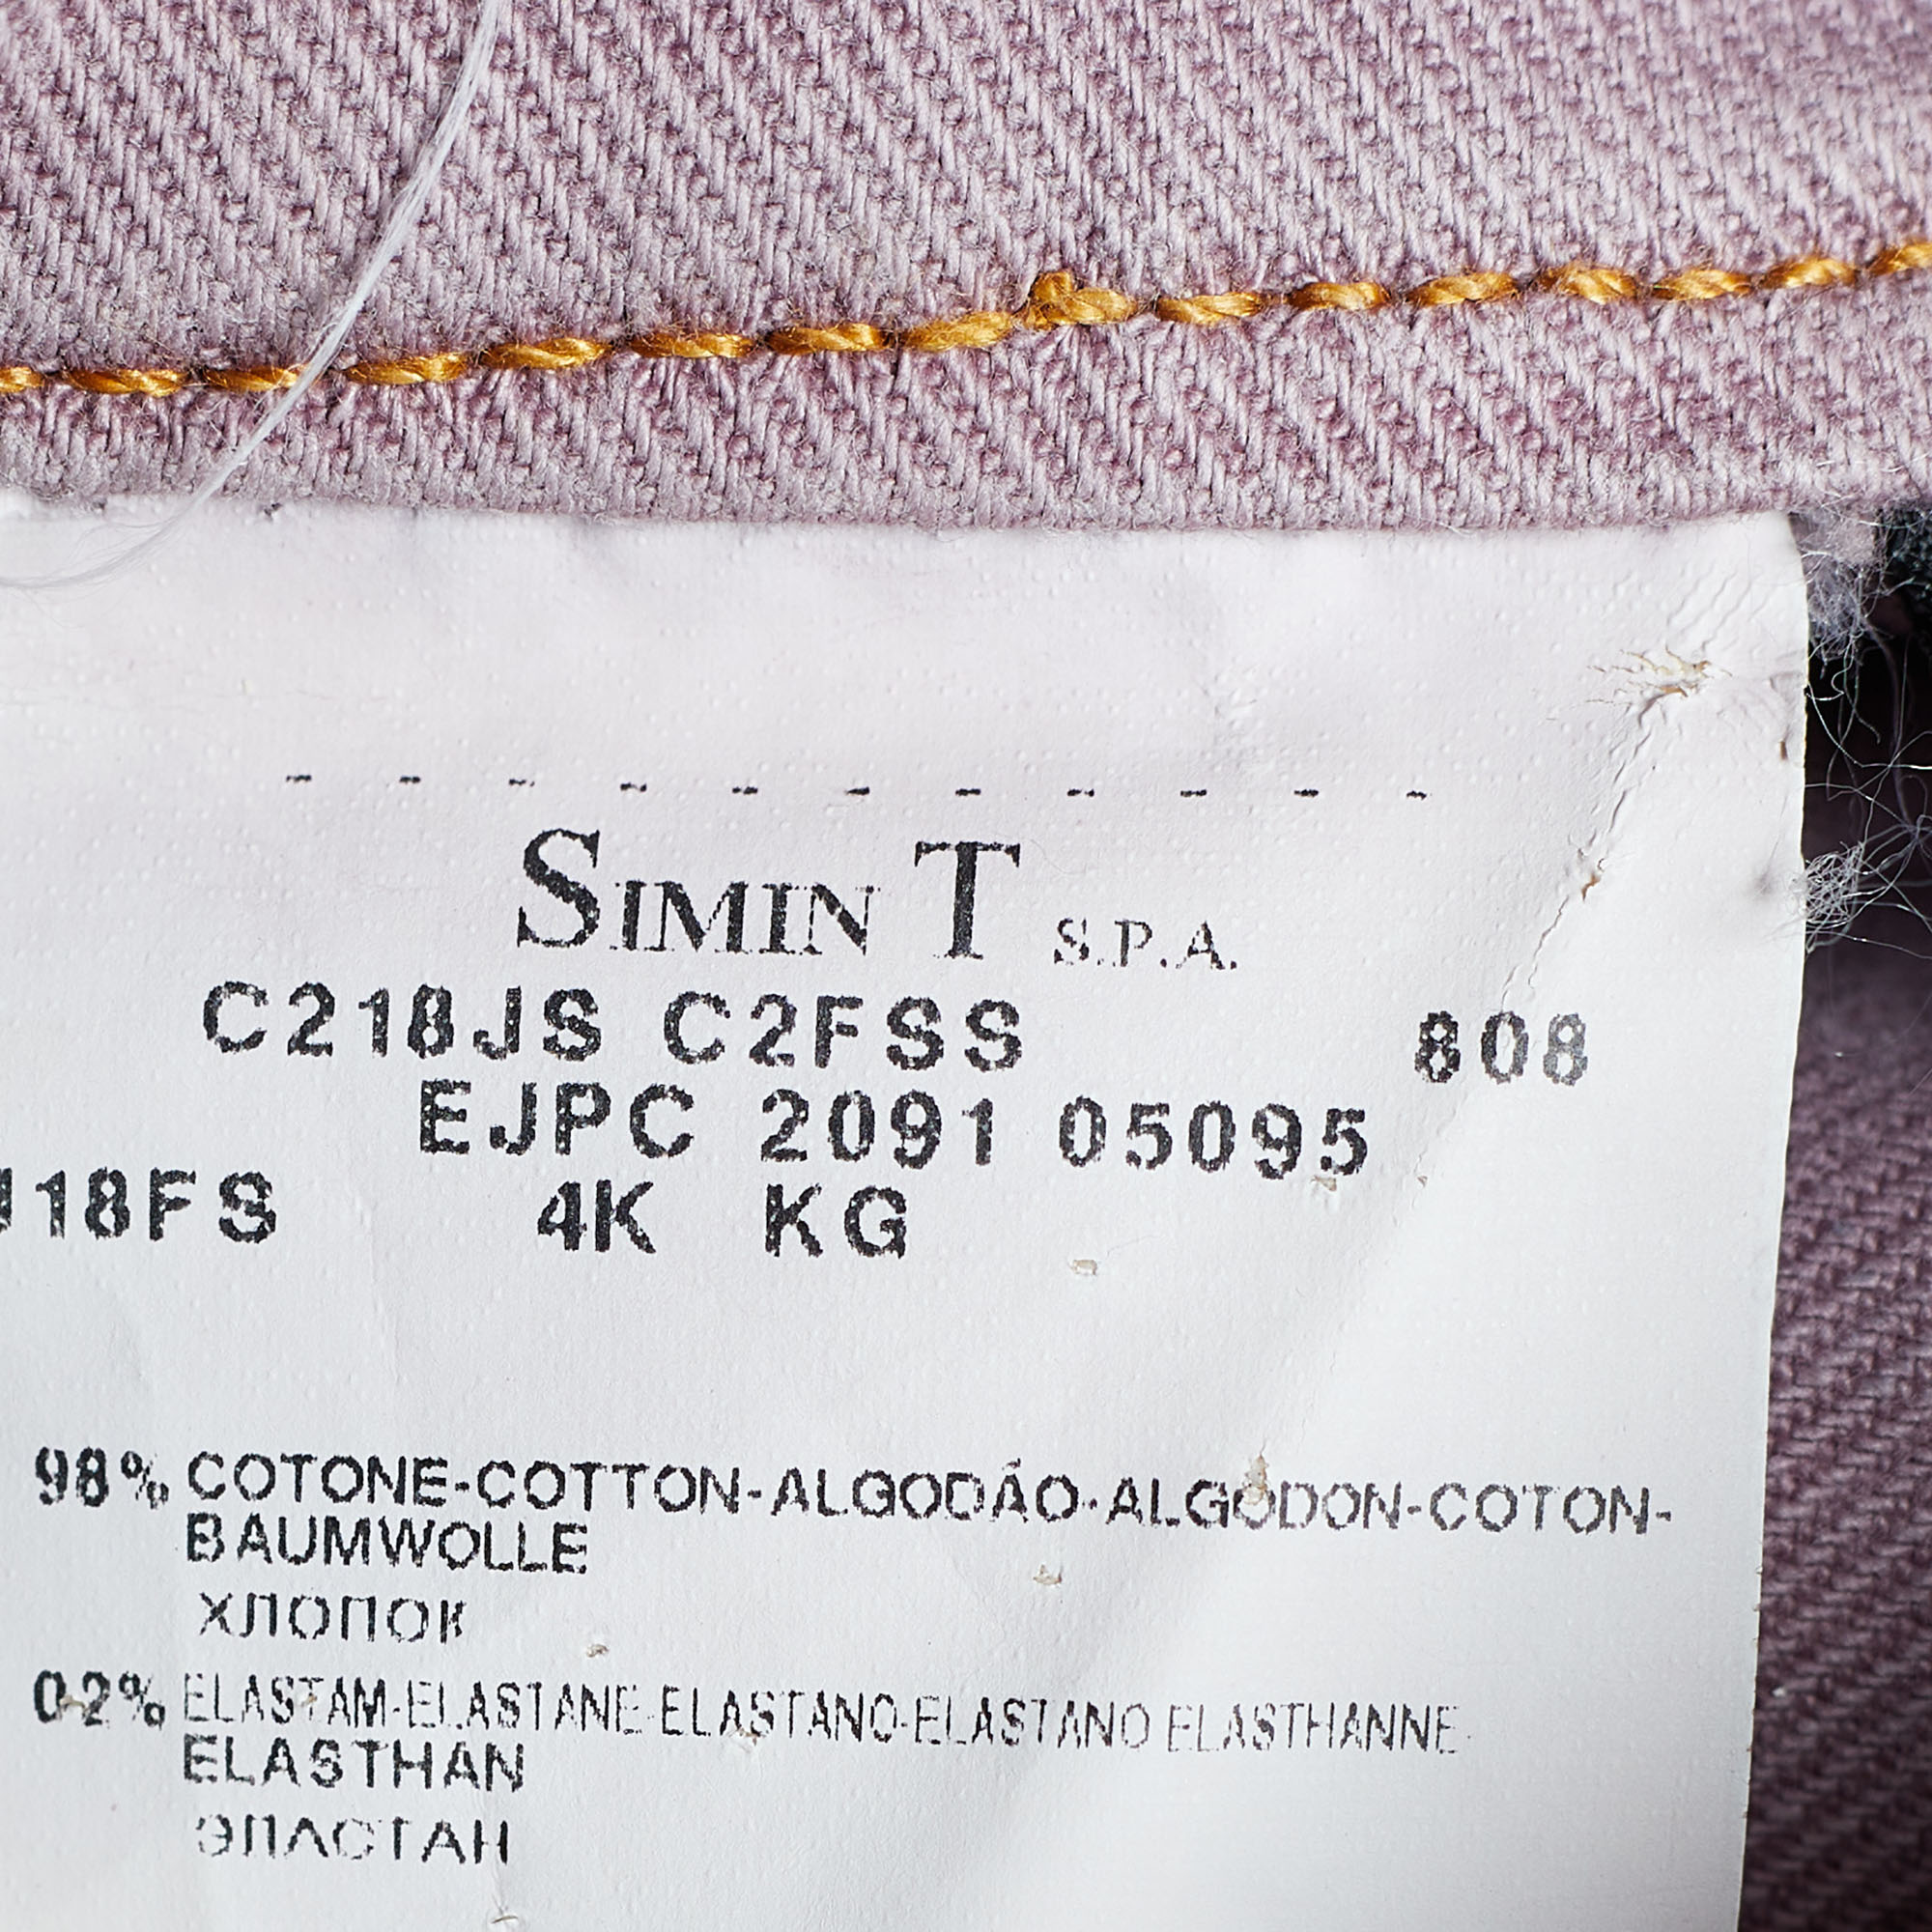 - - - - - - - - - - -
SIMIN T S.P.A.
C218JS C2FSS 808
EJPC 2091 05095
18FS 4K KG
98% COTONE-COTTON-ALGODÃO-ALGODON-COTON-
BAUMWOLLE
ХЛОПОК
02% ELASTAM-ELASTANE-ELASTANO-ELASTANO ELASTHANNE
ELASTHAN
ЭЛАСТАН